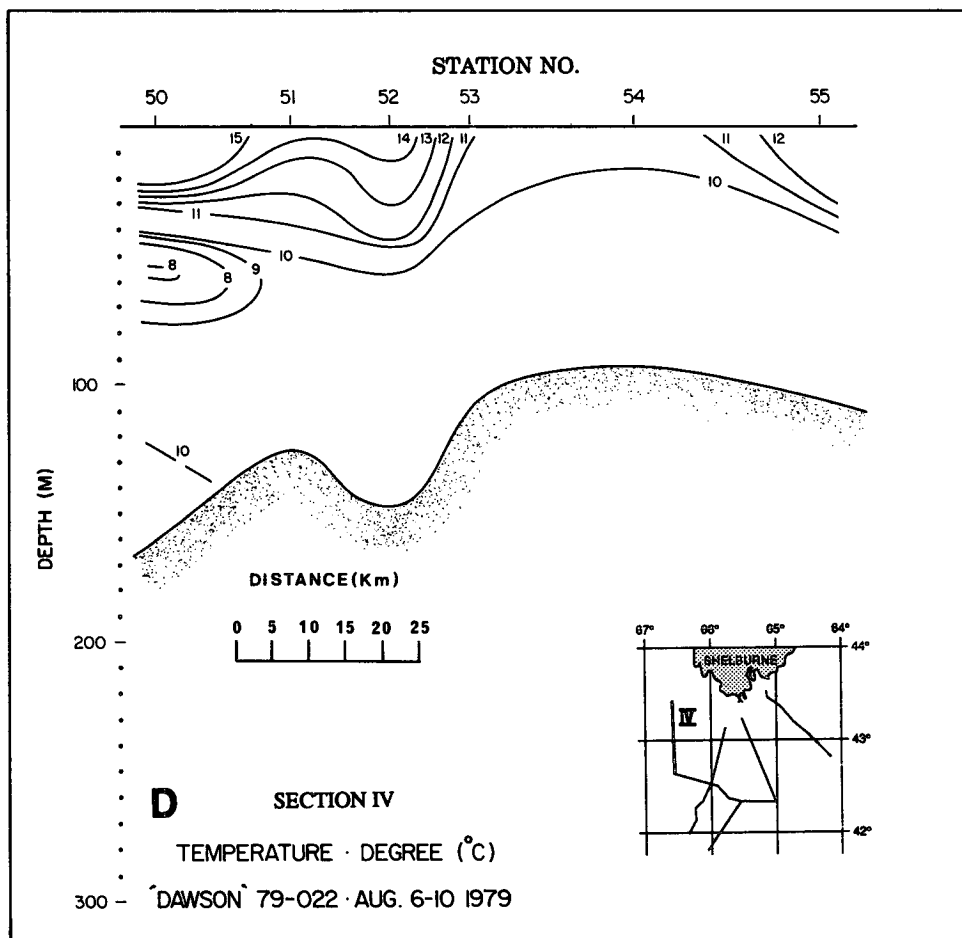 STATION NO.
50 51 52 53 54 55
15 14 13 12 11 11 12
10
11
10
9
8
8
100
10
DEPTH (M)
DISTANCE (Km)
0 5 10 15 20 25
200
67° 66° 65° 64°
44°
SHELBURNE
IV
43°
42°
D SECTION IV
TEMPERATURE · DEGREE (°C)
"DAWSON" 79-022 · AUG. 6-10 1979
300